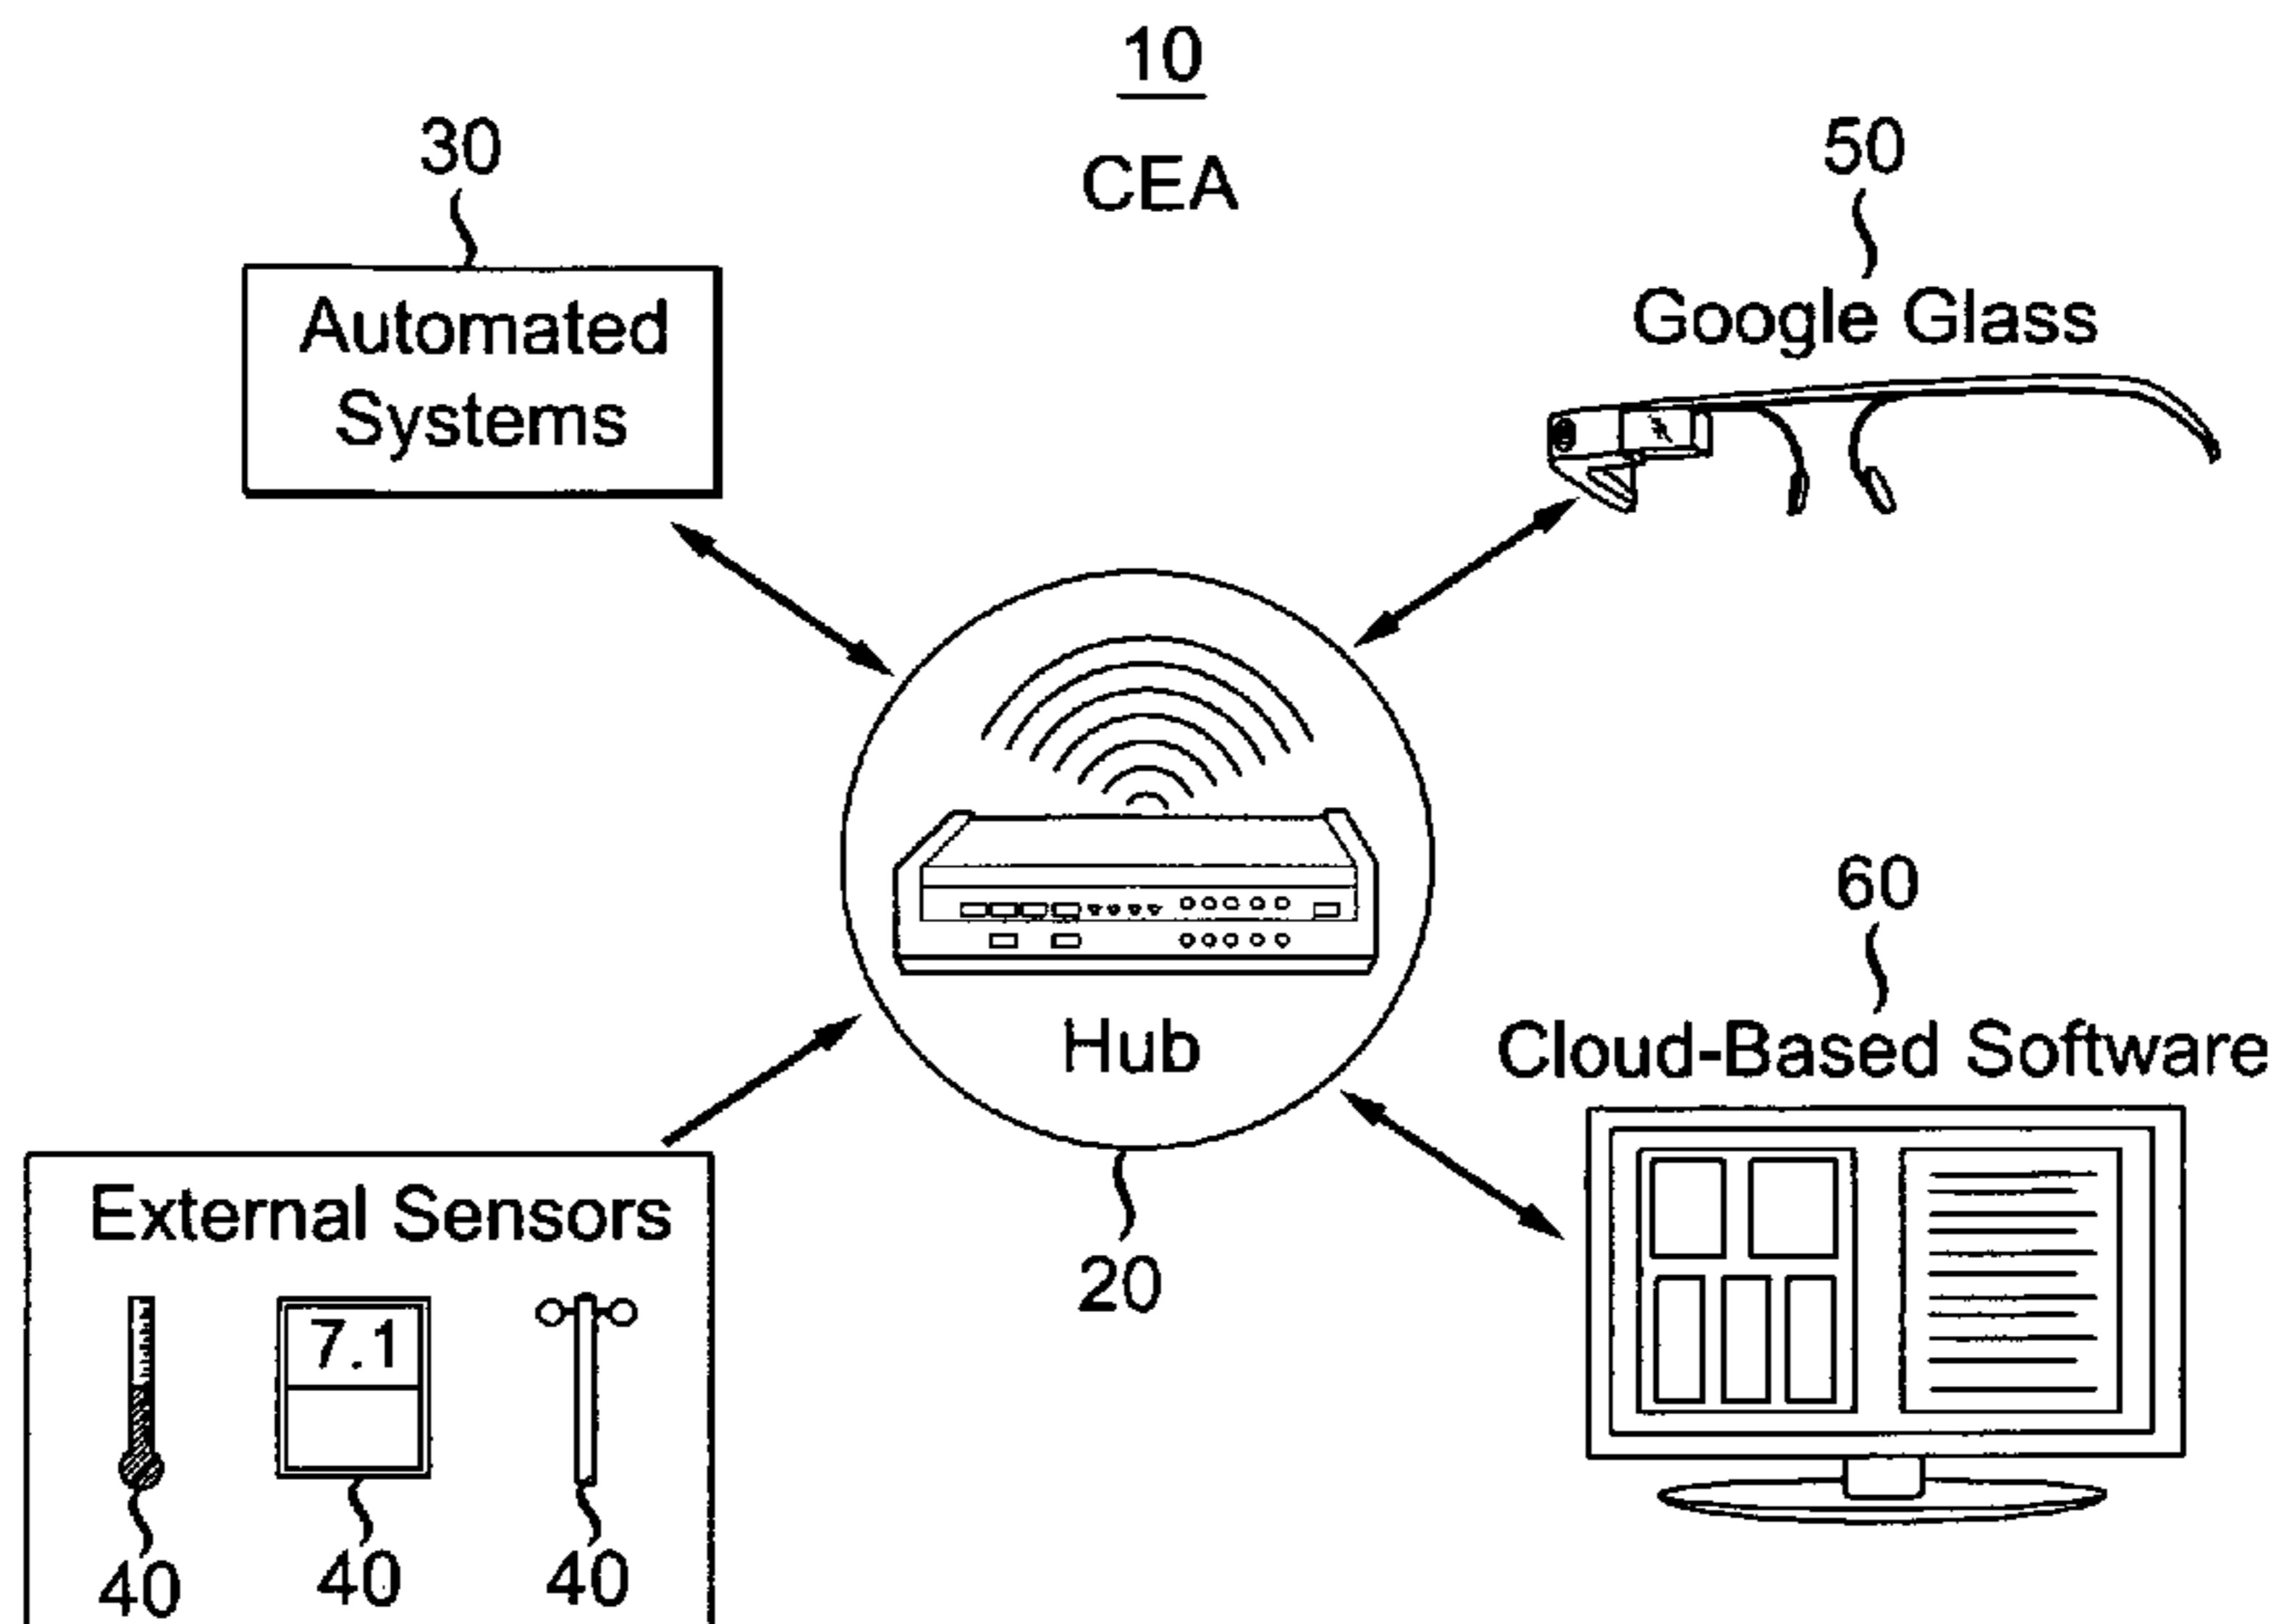 10
CEA
30
Automated
Systems
50
Google Glass
Hub
20
60
Cloud-Based Software
External Sensors
7.1
40
40
40